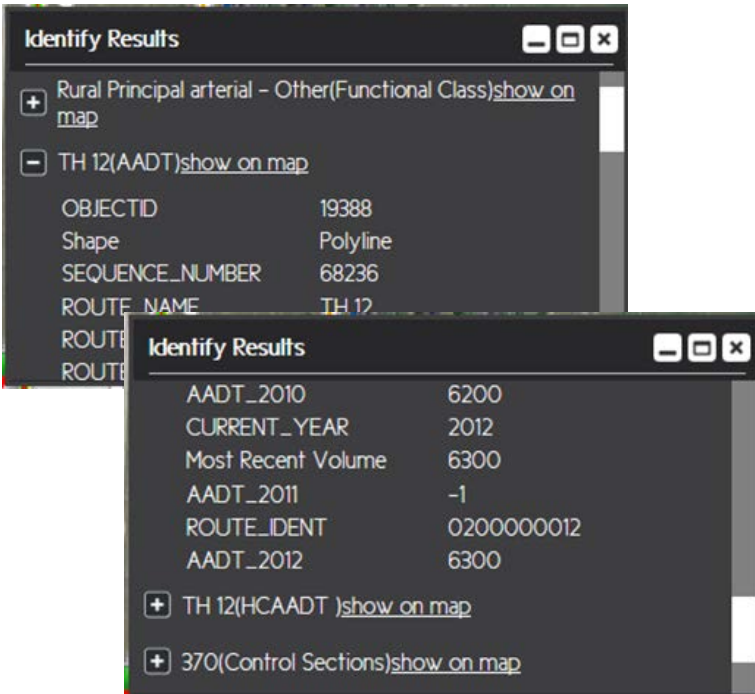 Identify Results
Rural Principal arterial – Other(Functional Class)show on
map
TH 12(AADT)show on map
OBJECTID 19388
Shape Polyline
SEQUENCE_NUMBER 68236
ROUTE_NAME TH 12
ROUTE
ROUTE
Identify Results
AADT_2010 6200
CURRENT_YEAR 2012
Most Recent Volume 6300
AADT_2011 -1
ROUTE_IDENT 0200000012
AADT_2012 6300
TH 12(HCAADT )show on map
370(Control Sections)show on map